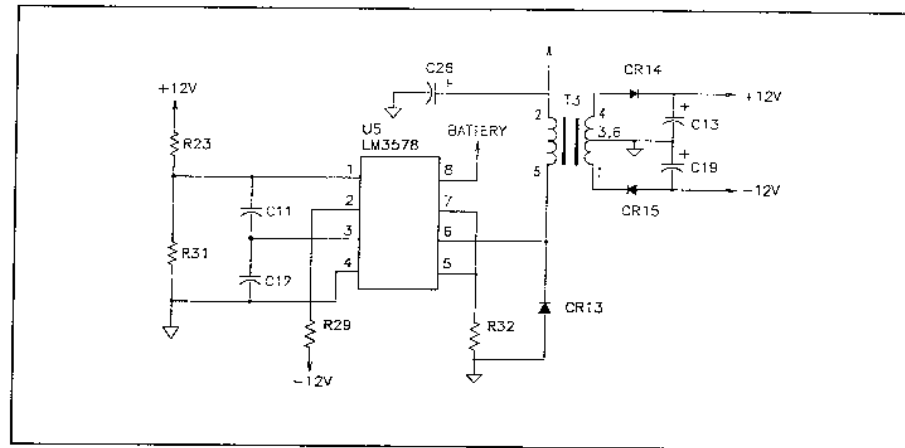 C26
+
CR14
+12V
T3
+
+12V
2
4
C13
U5
BATTERY
3,6
R23
LM3578
+
C19
5
1
-12V
1
8
CR15
2
7
C11
3
6
R31
4
5
C12
CR13
R29
R32
-12V